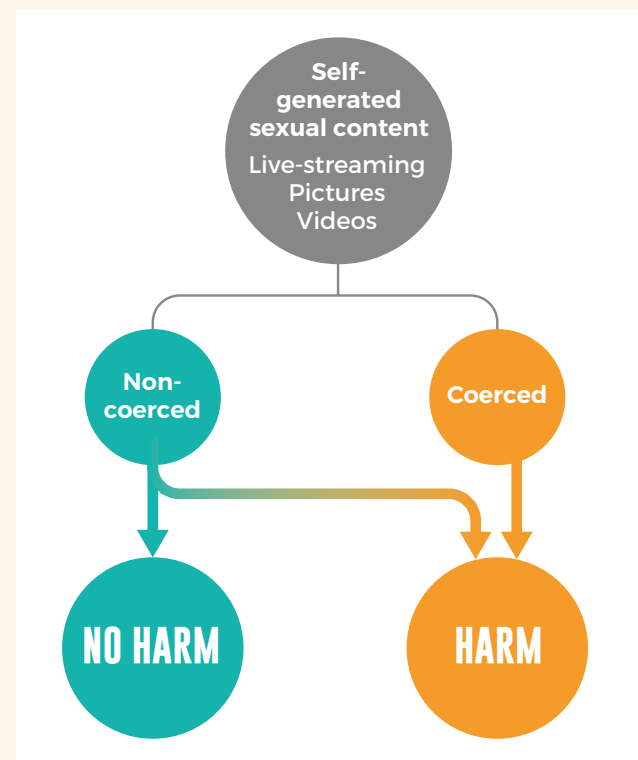 Self-
generated
sexual content
Live-streaming
Pictures
Videos
Non-
coerced
Coerced
NO HARM
HARM